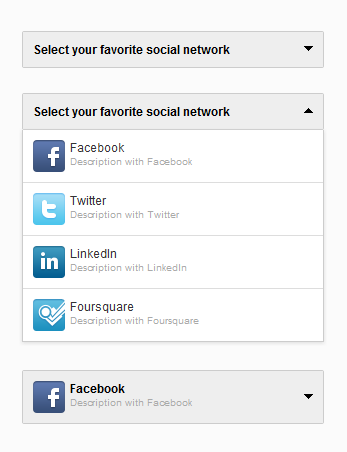 Select your favorite social network
Select your favorite social network
Facebook
Description with Facebook
Twitter
Description with Twitter
LinkedIn
Description with LinkedIn
Foursquare
Description with Foursquare
Facebook
Description with Facebook